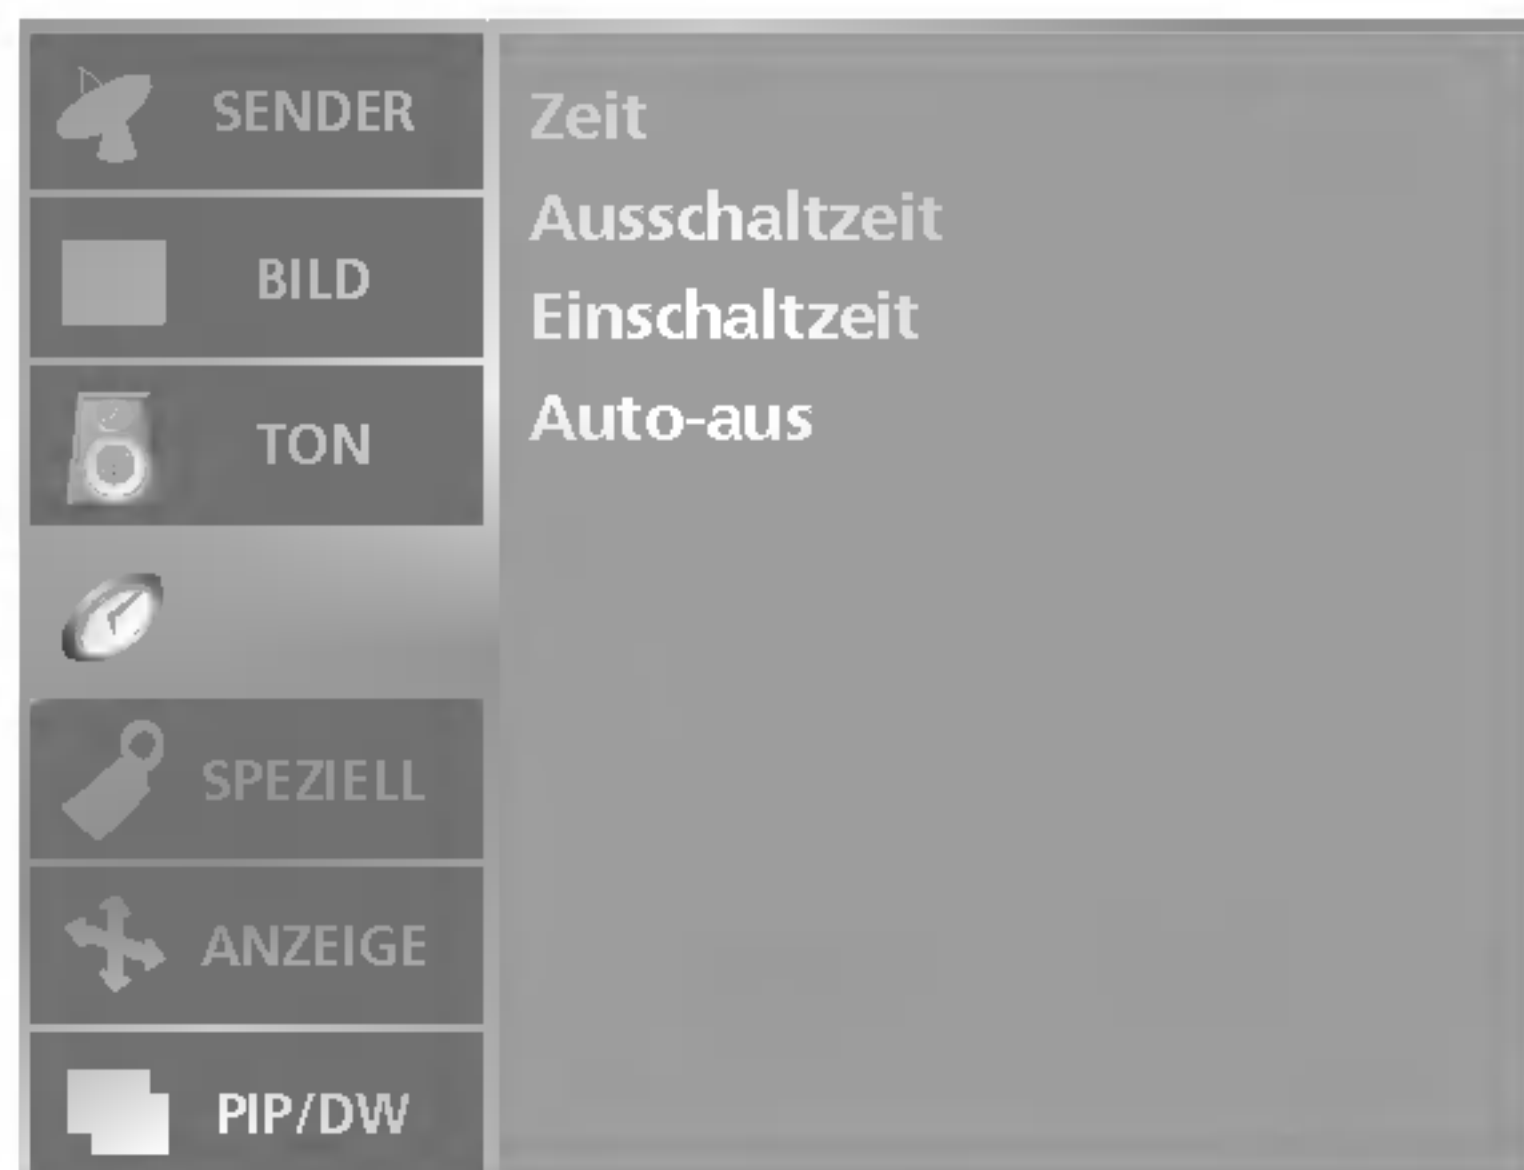 SENDER
BILD
TON
SPEZIELL
ANZEIGE
PIP/DW
Zeit
Ausschaltzeit
Einschaltzeit
Auto-aus